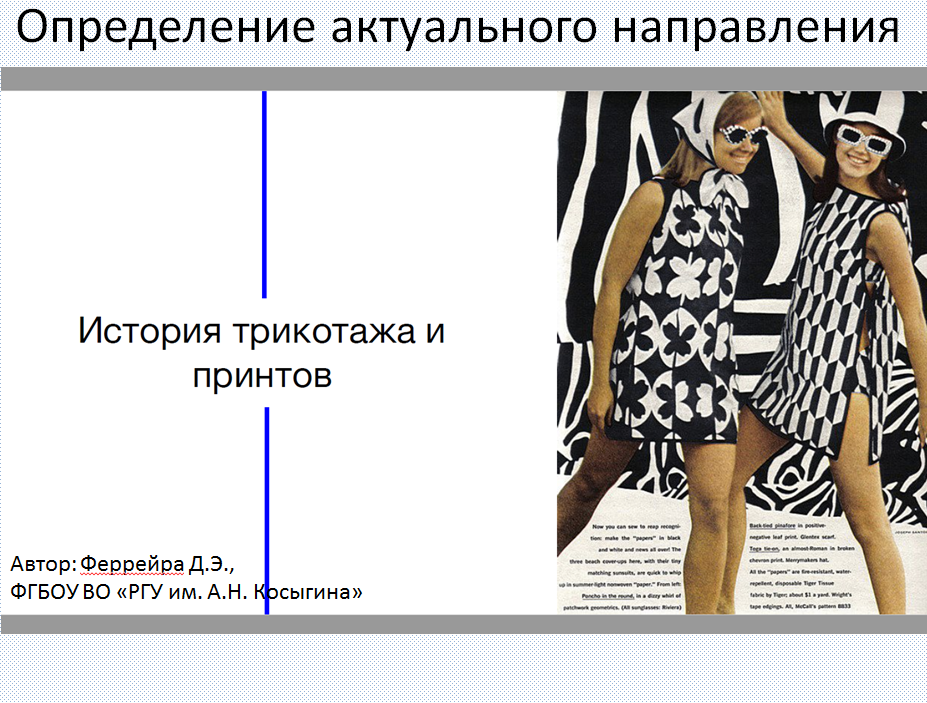 Определение актуального направления
История трикотажа и
принтов
Автор: Феррейра Д.Э.,
ФГБОУ ВО «РГУ им. А.Н. Косыгина»
Now you can sew to reap recogni-
tion: make the "papers" in black
and white and news all over! The
three beach cover-ups here, with their tiny
matching sunsuits, are quick to whip
up in summer-light nonwoven "paper." From left:
Poncho in the round, in a dizzy whirl of
patchwork geometrics. (All sunglasses: Riviera)
Back-tied pinafore in positive-
negative leaf print. Glentex scarf.
Toga tie-on, an almost-Roman in broken
chevron print. Merrymakers hat.
All the "papers" are fire-resistant, water-
repellent, disposable Tiger Tissue
fabric by Tiger; about $1 a yard. Wright's
tape edgings. All, McCall's pattern 8833